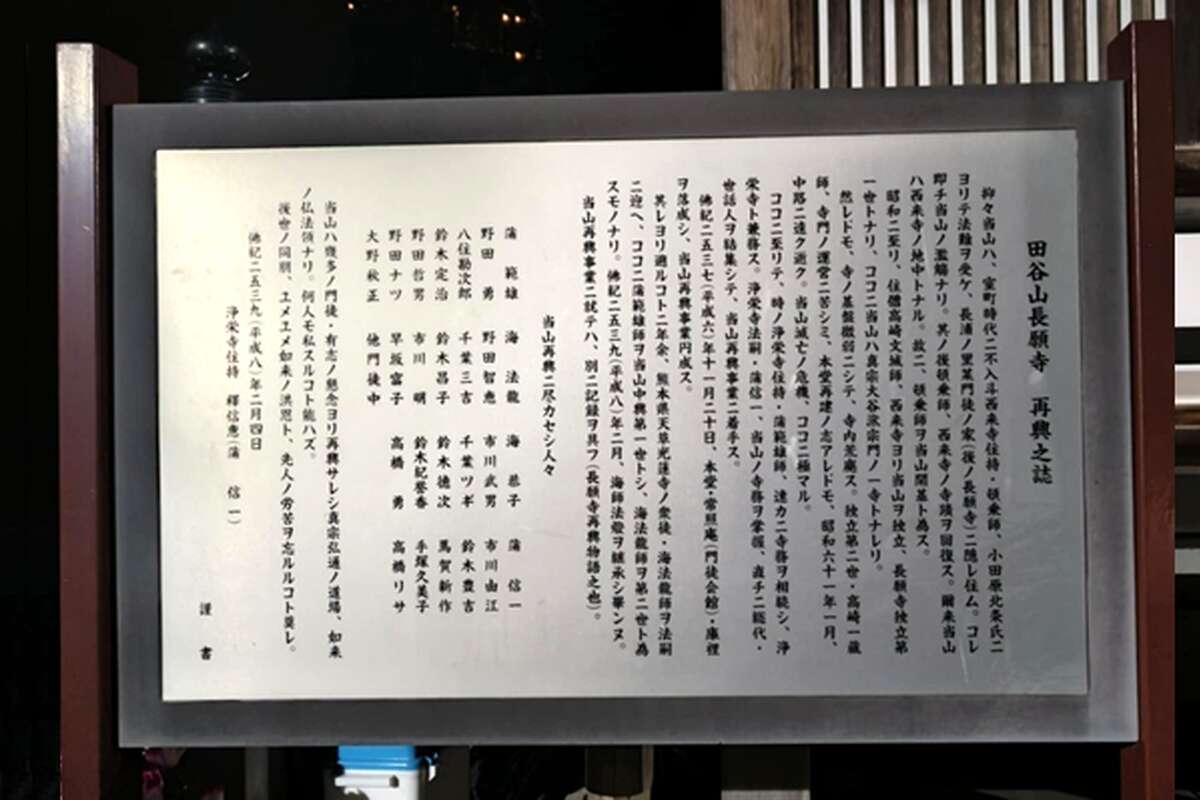 田谷山長願寺　再興之誌
抑々当山ハ、室町時代ニ不入斗西来寺住持・頓乗師、小田原北条氏ニ
ヨリテ法難ヲ受ケ、長浦ノ里某門徒ノ家(後ノ長願寺)ニ隠レ住ム。コレ
即チ当山ノ濫觴ナリ。其ノ後頓乗師、西来寺ノ寺蹟ヲ回復ス。爾来当山
ハ西来寺ノ地中トナル。故ニ、頓乗師ヲ当山開基ト為ス。
昭和ニ至リ、住僧高崎文城師、西来寺ヨリ当山ヲ独立、長願寺独立第
一世トナリ、ココニ当山ハ真宗大谷派宗門ノ一寺トナレリ。
然レドモ、寺ノ基盤微弱ニシテ、寺内荒廃ス。独立第二世・高崎一蔵
師、寺門ノ運営ニ苦シミ、本堂再建ノ志アレドモ、昭和六十一年一月、
中路ニ遠ク逝ク。当山滅亡ノ危機、ココニ極マル。
ココニ至リテ、時ノ浄栄寺住持・蒲範雄師、速カニ寺務ヲ相続シ、浄
栄寺ト兼務ス。浄栄寺法嗣・蒲信一、当山ノ寺務ヲ掌握、直チニ総代・
世話人ヲ結集シテ、当山再興事業ニ着手ス。
佛紀二五三七(平成六)年十一月二十日、本堂・常照庵(門徒会館)・庫裡
ヲ落成シ、当山再興事業円成ス。
其レヨリ遡ルコト二年余、熊本県天草光蓮寺ノ衆徒・海法龍師ヲ法嗣
ニ迎ヘ、ココニ蒲範雄師ヲ当山中興第一世トシ、海法龍師ヲ第二世ト為
スモノナリ。佛紀二五三九(平成八)年二月、海師法燈ヲ継承シ畢ンヌ。
当山再興事業ニ就テハ、別ニ記録ヲ具フ(長願寺再興物語之也)。
当山再興ニ尽力セシ人々
蒲　範雄　海　法龍　海　恭子　蒲　信一
野田　勇　野田智恵　市川武男　市川由江
八住勘次郎　千葉三吉　千葉ツギ　鈴木豊吉
鈴木定治　鈴木昌子　鈴木徳次　馬賀新作
野田哲男　市川　明　鈴木紀誉春　手塚久美子
野田ナツ　早坂富子　高橋　勇　高橋リサ
大野秋正　他門徒中
当山ハ幾多ノ門徒・有志ノ懇念ヨリ再興サレシ真宗弘通ノ道場、如来
ノ仏法領ナリ。何人モ私スルコト能ハズ。
後世ノ同朋、ユメユメ如来ノ洪恩ト、先人ノ労苦ヲ忘ルルコト莫レ。
佛紀二五三九(平成八)年二月四日
浄栄寺住持　釋信恵(蒲　信一)
謹　書